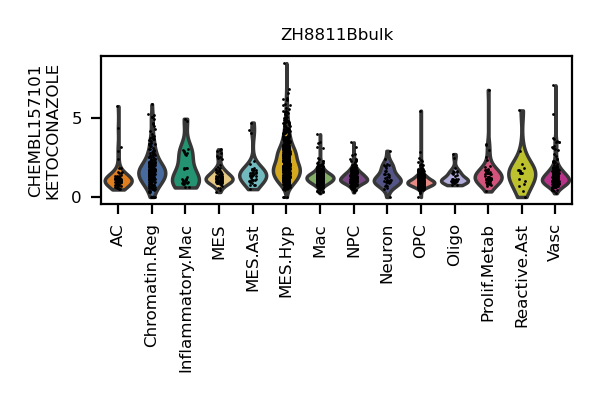 ZH8811Bbulk
CHEMBL157101
KETOCONAZOLE
5
0
AC
Chromatin.Reg
Inflammatory.Mac
MES
MES.Ast
MES.Hyp
Mac
NPC
Neuron
OPC
Oligo
Prolif.Metab
Reactive.Ast
Vasc